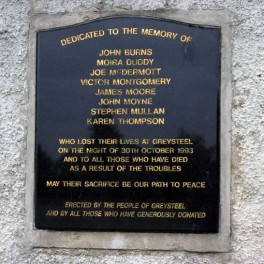 DEDICATED TO THE MEMORY OF
JOHN BURNS
MOIRA DUDDY
JOE McDERMOTT
VICTOR MONTGOMERY
JAMES MOORE
JOHN MOYNE
STEPHEN MULLAN
KAREN THOMPSON
WHO LOST THEIR LIVES AT GREYSTEEL
ON THE NIGHT OF 30TH OCTOBER 1993
AND TO ALL THOSE WHO HAVE DIED
AS A RESULT OF THE TROUBLES
MAY THEIR SACRIFICE BE OUR PATH TO PEACE
ERECTED BY THE PEOPLE OF GREYSTEEL
AND BY ALL THOSE WHO HAVE GENEROUSLY DONATED